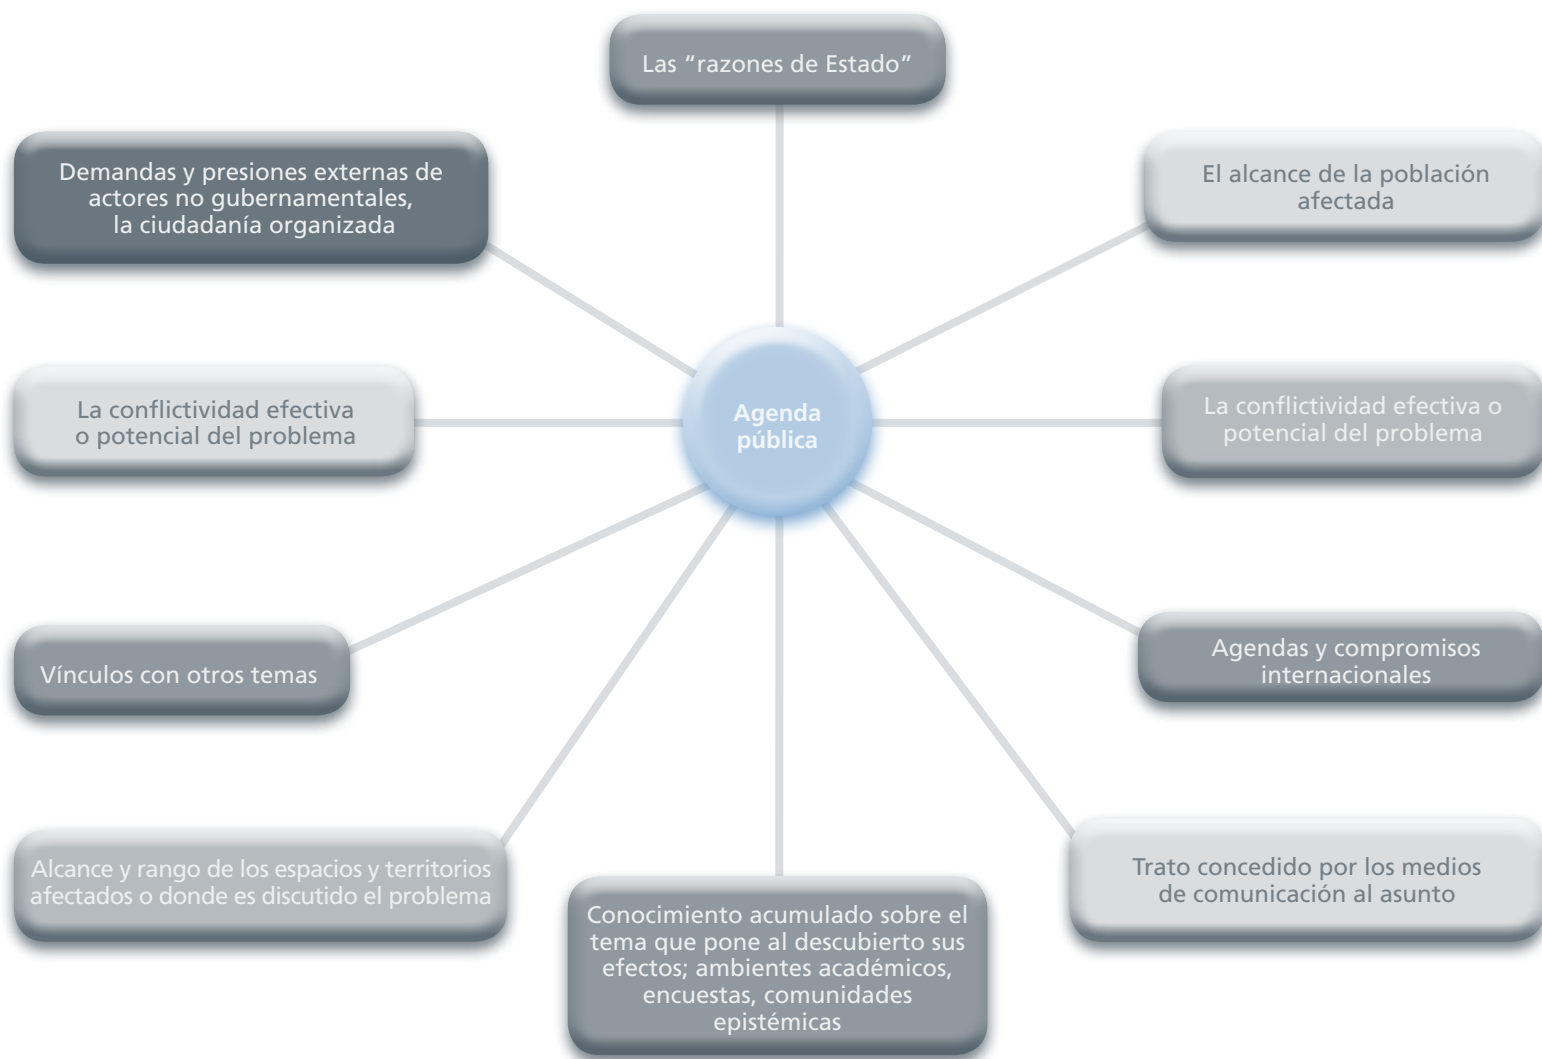 Las “razones de Estado”
Demandas y presiones externas de
actores no gubernamentales,
la ciudadanía organizada
El alcance de la población
afectada
La conflictividad efectiva
o potencial del problema
Agenda
pública
La conflictividad efectiva o
potencial del problema
Vínculos con otros temas
Agendas y compromisos
internacionales
Alcance y rango de los espacios y territorios
afectados o donde es discutido el problema
Conocimiento acumulado sobre el
tema que pone al descubierto sus
efectos; ambientes académicos,
encuestas, comunidades
epistémicas
Trato concedido por los medios
de comunicación al asunto